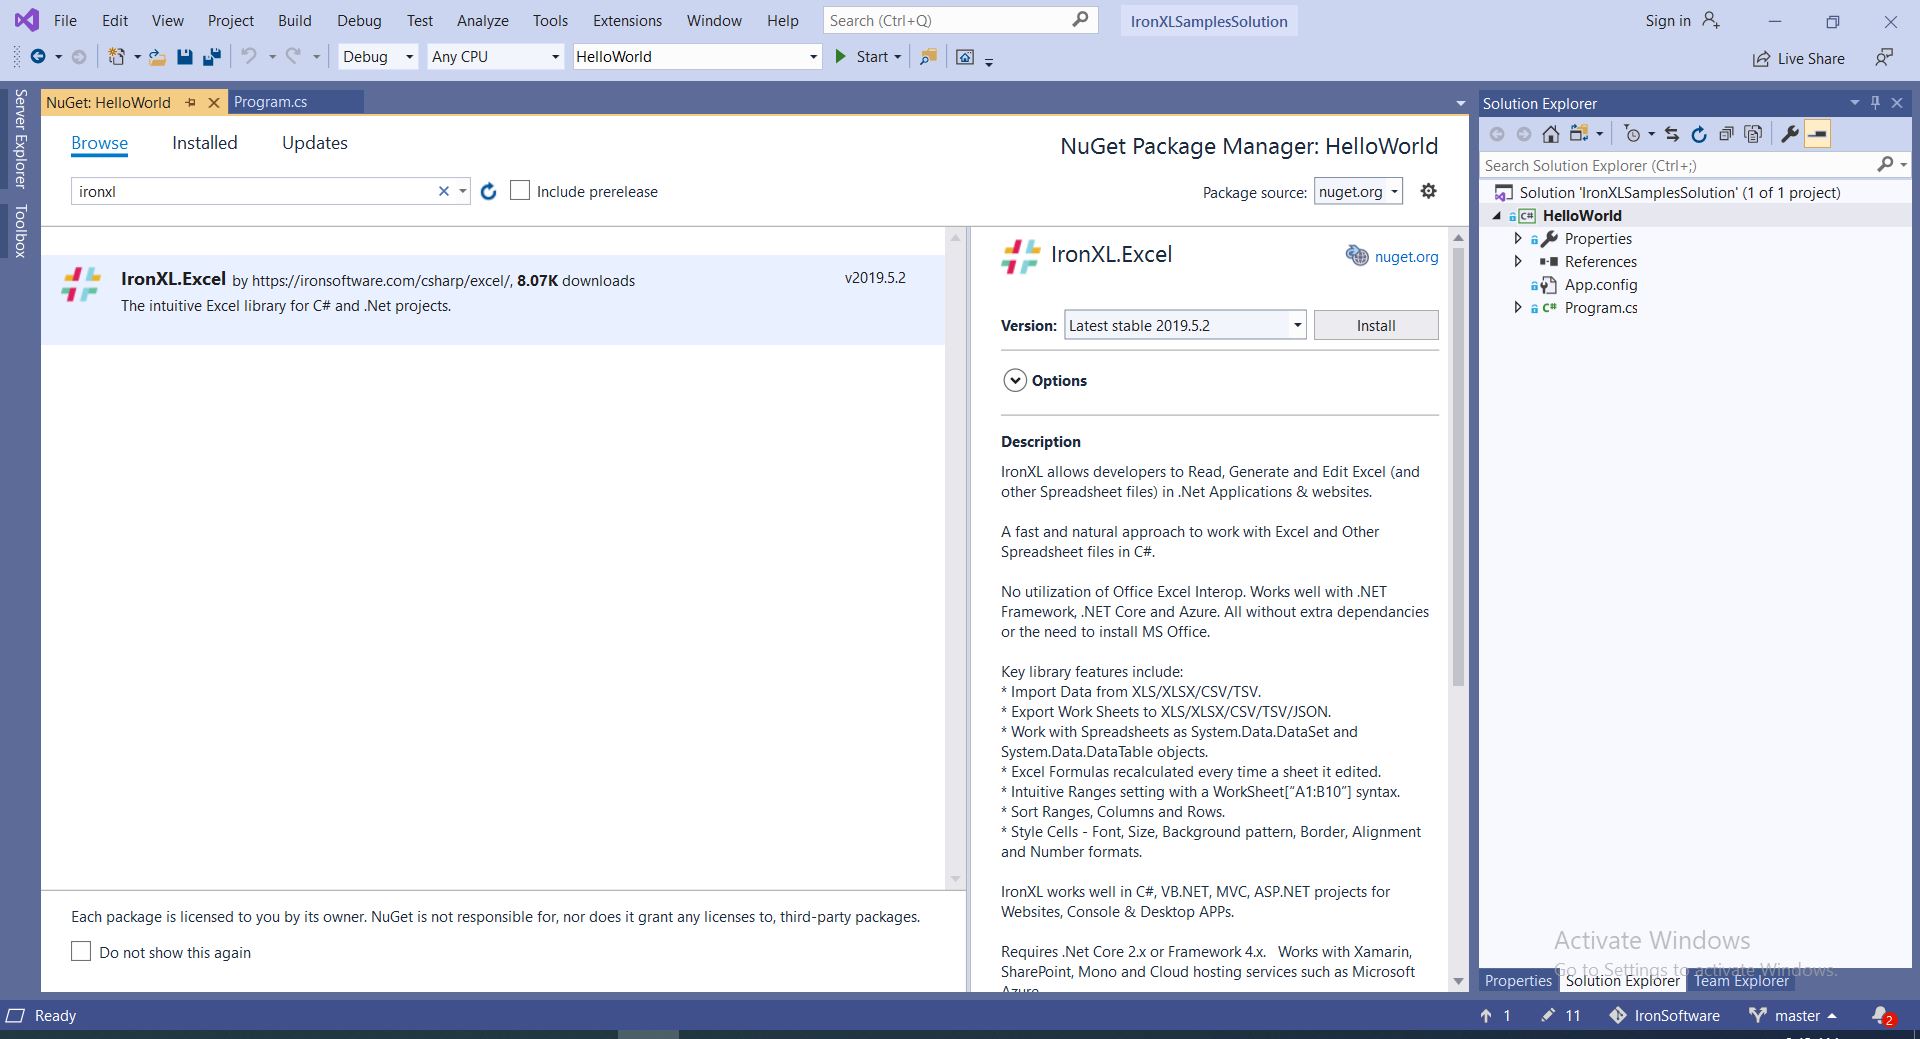 File Edit View Project Build Debug Test Analyze Tools Extensions Window Help Search (Ctrl+Q) IronXLSamplesSolution Sign in
Debug Any CPU HelloWorld Start Live Share
Server Explorer
Toolbox
NuGet: HelloWorld Program.cs
Browse Installed Updates
NuGet Package Manager: HelloWorld
ironxl Include prerelease
Package source: nuget.org
IronXL.Excel by https://ironsoftware.com/csharp/excel/, 8.07K downloads v2019.5.2
The intuitive Excel library for C# and .Net projects.
Each package is licensed to you by its owner. NuGet is not responsible for, nor does it grant any licenses to, third-party packages.
Do not show this again
IronXL.Excel nuget.org
Version: Latest stable 2019.5.2 Install
Options
Description
IronXL allows developers to Read, Generate and Edit Excel (and
other Spreadsheet files) in .Net Applications & websites.
A fast and natural approach to work with Excel and Other
Spreadsheet files in C#.
No utilization of Office Excel Interop. Works well with .NET
Framework, .NET Core and Azure. All without extra dependancies
or the need to install MS Office.
Key library features include:
* Import Data from XLS/XLSX/CSV/TSV.
* Export Work Sheets to XLS/XLSX/CSV/TSV/JSON.
* Work with Spreadsheets as System.Data.DataSet and
System.Data.DataTable objects.
* Excel Formulas recalculated every time a sheet it edited.
* Intuitive Ranges setting with a WorkSheet["A1:B10"] syntax.
* Sort Ranges, Columns and Rows.
* Style Cells - Font, Size, Background pattern, Border, Alignment
and Number formats.
IronXL works well in C#, VB.NET, MVC, ASP.NET projects for
Websites, Console & Desktop APPs.
Requires .Net Core 2.x or Framework 4.x. Works with Xamarin,
SharePoint, Mono and Cloud hosting services such as Microsoft
Azure
Solution Explorer
Search Solution Explorer (Ctrl+;)
Solution 'IronXLSamplesSolution' (1 of 1 project)
C# HelloWorld
Properties
References
App.config
C# Program.cs
Activate Windows
Go to Settings to activate Windows.
Properties Solution Explorer Team Explorer
Ready 1 11 IronSoftware master 2